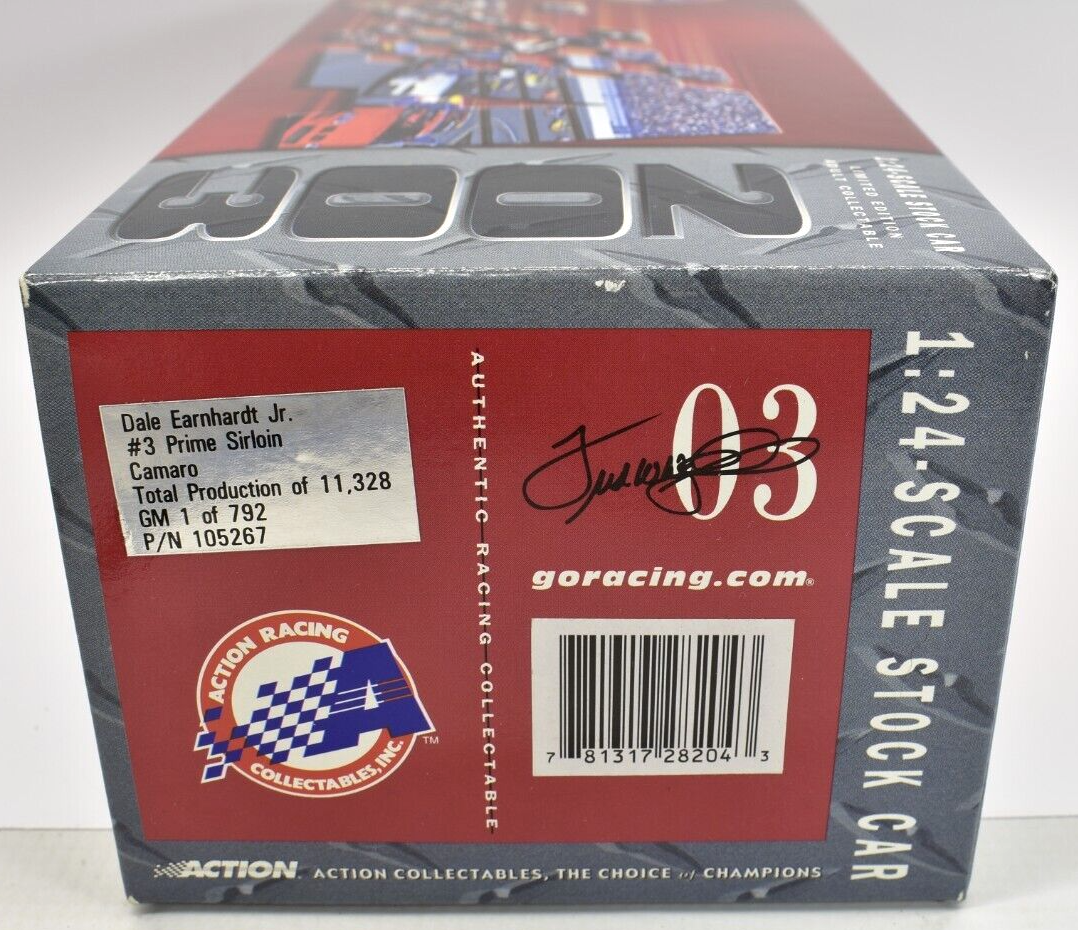 2003
1:24-SCALE STOCK CAR
LIMITED EDITION
ADULT COLLECTABLE
Dale Earnhardt Jr.
#3 Prime Sirloin
Camaro
Total Production of 11,328
GM 1 of 792
P/N 105267
AUTHENTIC RACING COLLECTABLE
03
goracing.com®
7 81317 28204 3
ACTION RACING
COLLECTABLES, INC.
TM
1:24-SCALE STOCK CAR
ACTION. ACTION COLLECTABLES, THE CHOICE of CHAMPIONS